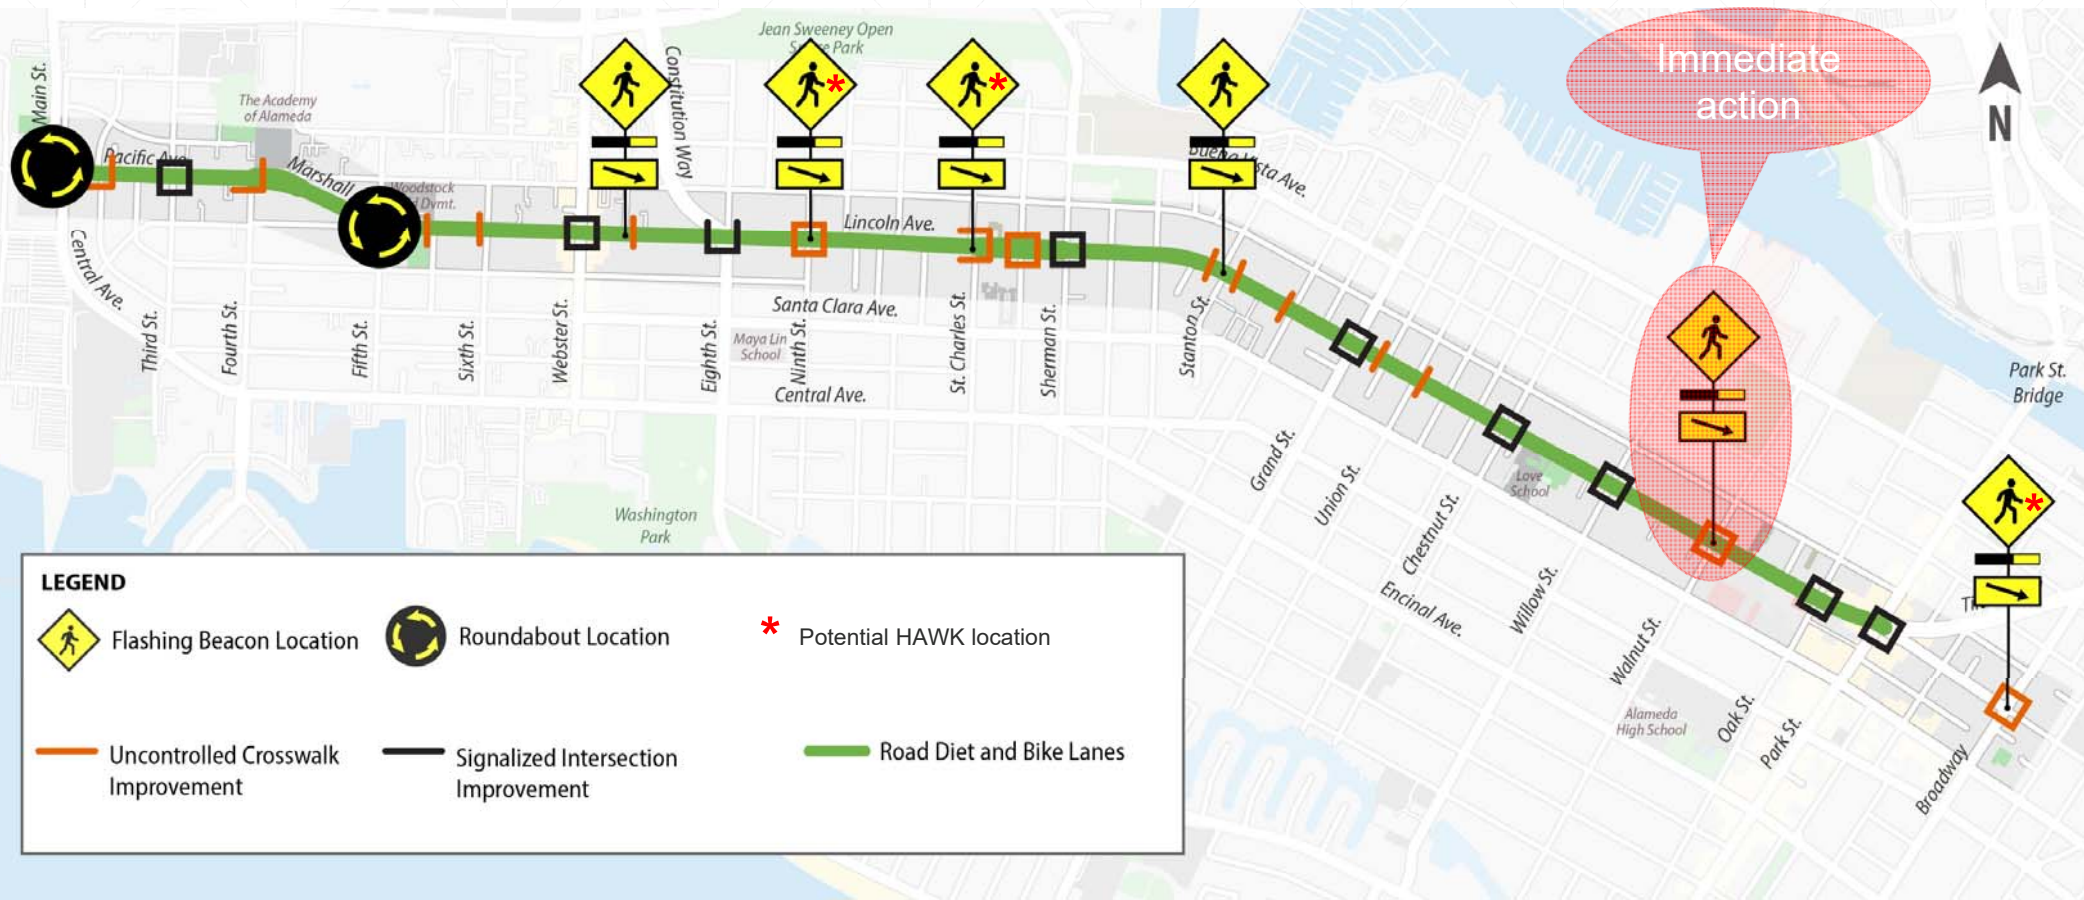 Jean Sweeney Open
Space Park
Immediate
action
Main St.
Constitution Way
The Academy
of Alameda
N
Pacific Ave.
Marshall
Woodstock
Dvmt.
Buena Vista Ave.
Lincoln Ave.
Central Ave.
Santa Clara Ave.
Third St.
Fourth St.
Fifth St.
Sixth St.
Webster St.
Eighth St.
Maya Lin
School
Ninth St.
St. Charles St.
Sherman St.
Stanton St.
Central Ave.
Park St.
Bridge
Grand St.
Union St.
Love
School
Chestnut St.
Washington
Park
Encinal Ave.
Willow St.
Walnut St.
Alameda
High School
Oak St.
Park St.
Broadway
LEGEND
Flashing Beacon Location
Roundabout Location
* Potential HAWK location
Uncontrolled Crosswalk
Improvement
Signalized Intersection
Improvement
Road Diet and Bike Lanes